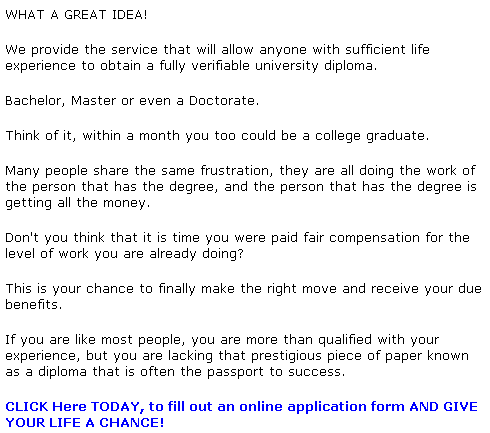 WHAT A GREAT IDEA!
We provide the service that will allow anyone with sufficient life
experience to obtain a fully verifiable university diploma.
Bachelor, Master or even a Doctorate.
Think of it, within a month you too could be a college graduate.
Many people share the same frustration, they are all doing the work of
the person that has the degree, and the person that has the degree is
getting all the money.
Don't you think that it is time you were paid fair compensation for the
level of work you are already doing?
This is your chance to finally make the right move and receive your due
benefits.
If you are like most people, you are more than qualified with your
experience, but you are lacking that prestigious piece of paper known
as a diploma that is often the passport to success.
CLICK Here TODAY, to fill out an online application form AND GIVE
YOUR LIFE A CHANCE!